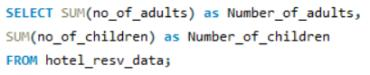 SELECT SUM(no_of_adults) as Number_of_adults,
SUM(no_of_children) as Number_of_children
FROM hotel_resv_data;